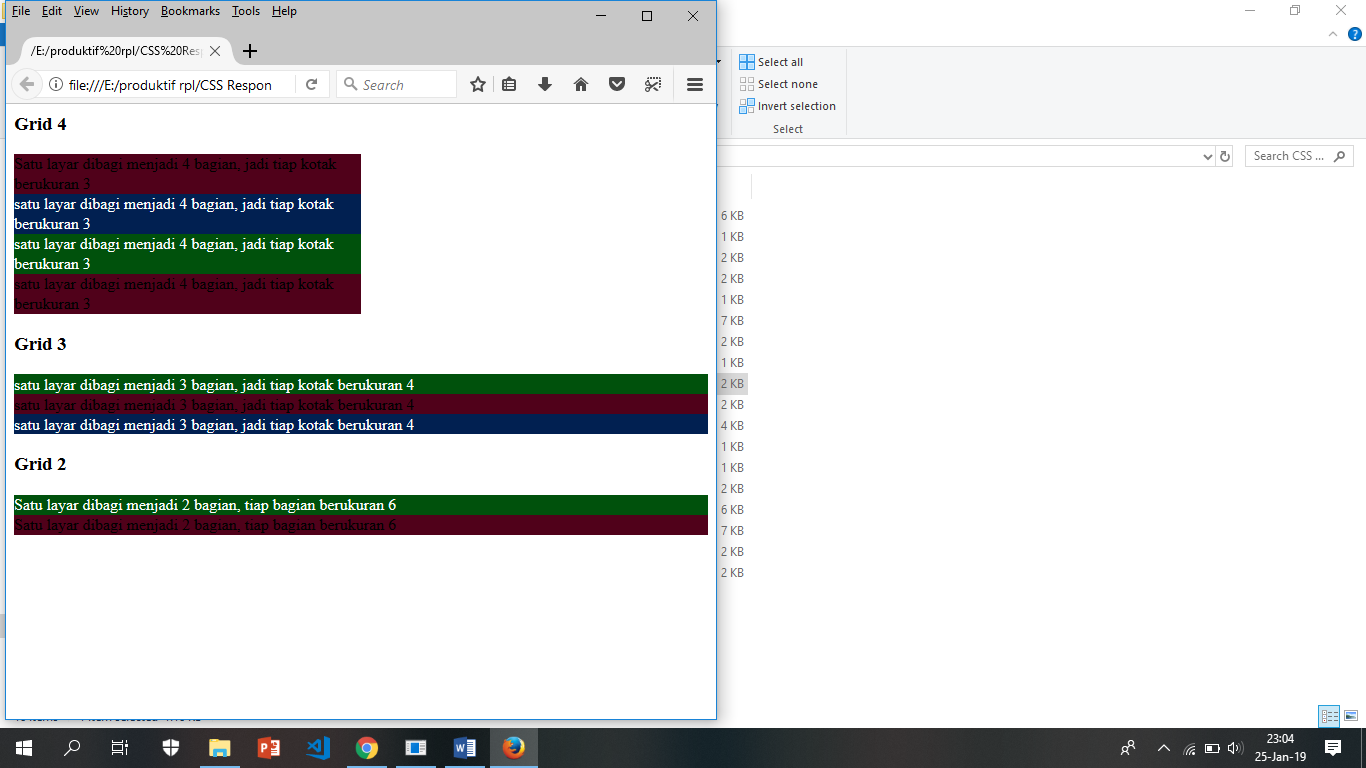 File Edit View History Bookmarks Tools Help
/E:/produktif%20rpl/CSS%20Res
file:///E:/produktif rpl/CSS Respon
Search
Select all
Select none
Invert selection
Select
Search CSS ...
Grid 4
Satu layar dibagi menjadi 4 bagian, jadi tiap kotak
berukuran 3
satu layar dibagi menjadi 4 bagian, jadi tiap kotak
berukuran 3
satu layar dibagi menjadi 4 bagian, jadi tiap kotak
berukuran 3
satu layar dibagi menjadi 4 bagian, jadi tiap kotak
berukuran 3
Grid 3
satu layar dibagi menjadi 3 bagian, jadi tiap kotak berukuran 4
satu layar dibagi menjadi 3 bagian, jadi tiap kotak berukuran 4
satu layar dibagi menjadi 3 bagian, jadi tiap kotak berukuran 4
Grid 2
Satu layar dibagi menjadi 2 bagian, tiap bagian berukuran 6
Satu layar dibagi menjadi 2 bagian, tiap bagian berukuran 6
6 KB
1 KB
2 KB
2 KB
1 KB
7 KB
2 KB
1 KB
2 KB
2 KB
4 KB
1 KB
1 KB
2 KB
6 KB
7 KB
2 KB
2 KB
23:04
25-Jan-19